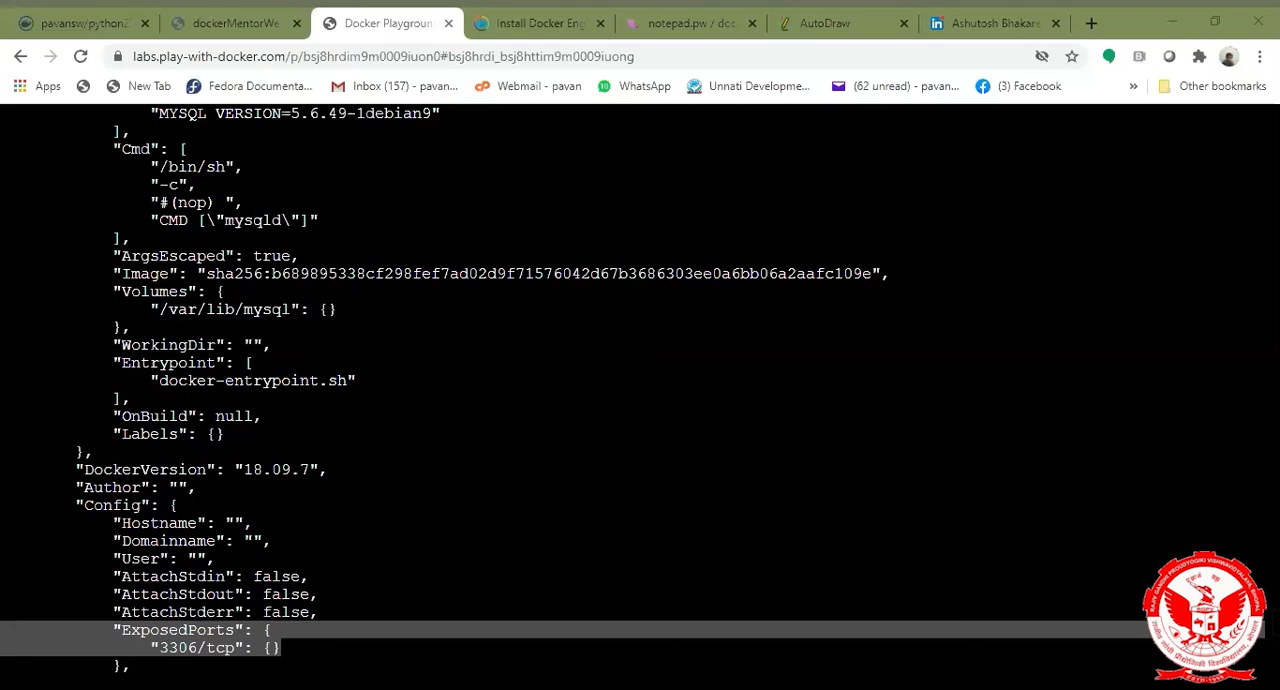 pavansw/python2
dockerMentorWe
Docker Playgroun
Install Docker Eng
notepad.pw / doc
AutoDraw
Ashutosh Bhakare
labs.play-with-docker.com/p/bsj8hrdim9m0009iuon0#bsj8hrdi_bsj8httim9m0009iuong
Apps
New Tab
Fedora Documenta...
Inbox (157) - pavan...
Webmail - pavan
WhatsApp
Unnati Develpme...
(62 unread) - pavan...
(3) Facebook
»
Other bookmarks
"MYSQL_VERSION=5.6.49-1debian9"
],
"Cmd": [
"/bin/sh",
"-c",
"#(nop) ",
"CMD [\"mysqld\"]"
],
"ArgsEscaped": true,
"Image": "sha256:b689895338cf298fef7ad02d9f71576042d67b3686303ee0a6bb06a2aafc109e",
"Volumes": {
"/var/lib/mysql": {}
},
"WorkingDir": "",
"Entrypoint": [
"docker-entrypoint.sh"
],
"OnBuild": null,
"Labels": {}
},
"DockerVersion": "18.09.7",
"Author": "",
"Config": {
"Hostname": "",
"Domainname": "",
"User": "",
"AttachStdin": false,
"AttachStdout": false,
"AttachStderr": false,
"ExposedPorts": {
"3306/tcp": {}
},